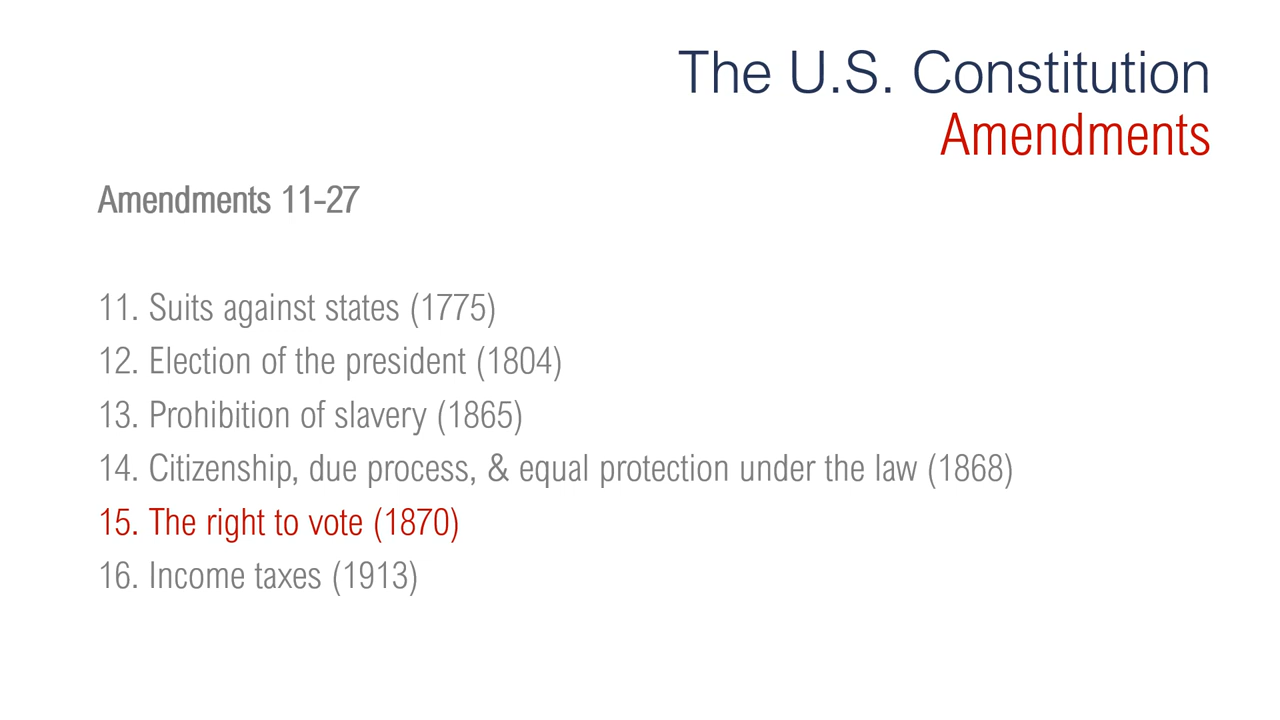 The U.S. Constitution
Amendments
Amendments 11-27
11. Suits against states (1775)
12. Election of the president (1804)
13. Prohibition of slavery (1865)
14. Citizenship, due process, & equal protection under the law (1868)
15. The right to vote (1870)
16. Income taxes (1913)